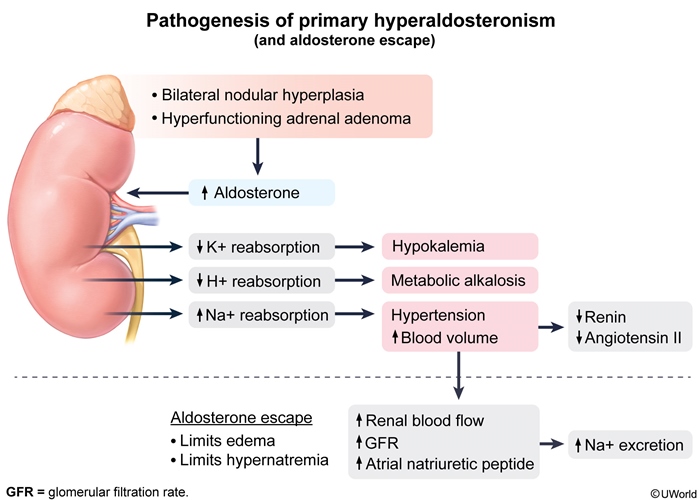 Pathogenesis of primary hyperaldosteronism
(and aldosterone escape)
• Bilateral nodular hyperplasia
• Hyperfunctioning adrenal adenoma
↑ Aldosterone
↓ K+ reabsorption
Hypokalemia
↓ H+ reabsorption
Metabolic alkalosis
↑ Na+ reabsorption
Hypertension
↑ Blood volume
↓ Renin
↓ Angiotensin II
Aldosterone escape
• Limits edema
• Limits hypernatremia
↑ Renal blood flow
↑ GFR
↑ Atrial natriuretic peptide
↑ Na+ excretion
GFR = glomerular filtration rate.
©UWorld